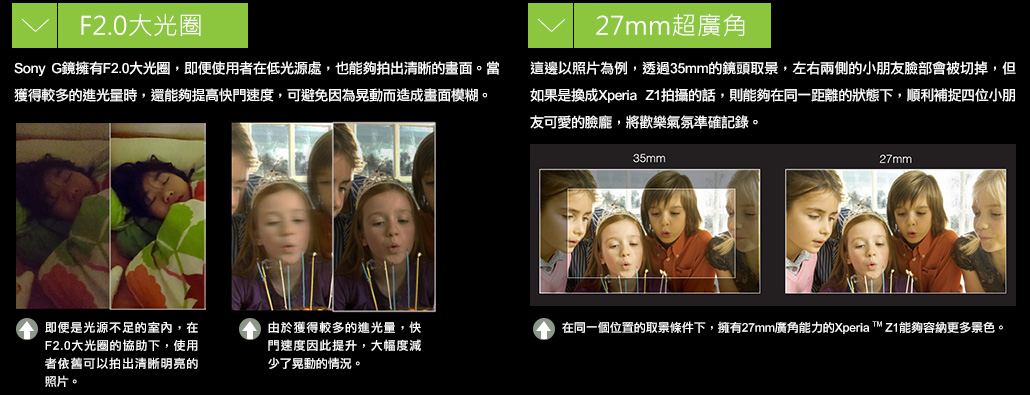 F2.0大光圈
Sony G鏡擁有F2.0大光圈，即便使用者在低光源處，也能夠拍出清晰的畫面。當
獲得較多的進光量時，還能夠提高快門速度，可避免因為晃動而造成畫面模糊。
即便是光源不足的室內，在
F2.0大光圈的協助下，使用
者依舊可以拍出清晰明亮的
照片。
由於獲得較多的進光量，快
門速度因此提升，大幅度減
少了晃動的情況。
27mm超廣角
這邊以照片為例，透過35mm的鏡頭取景，左右兩側的小朋友臉部會被切掉，但
如果是換成Xperia Z1拍攝的話，則能夠在同一距離的狀態下，順利補捉四位小朋
友可愛的臉龐，將歡樂氣氛準確記錄。
35mm
27mm
在同一個位置的取景條件下，擁有27mm廣角能力的Xperia™ Z1能夠容納更多景色。